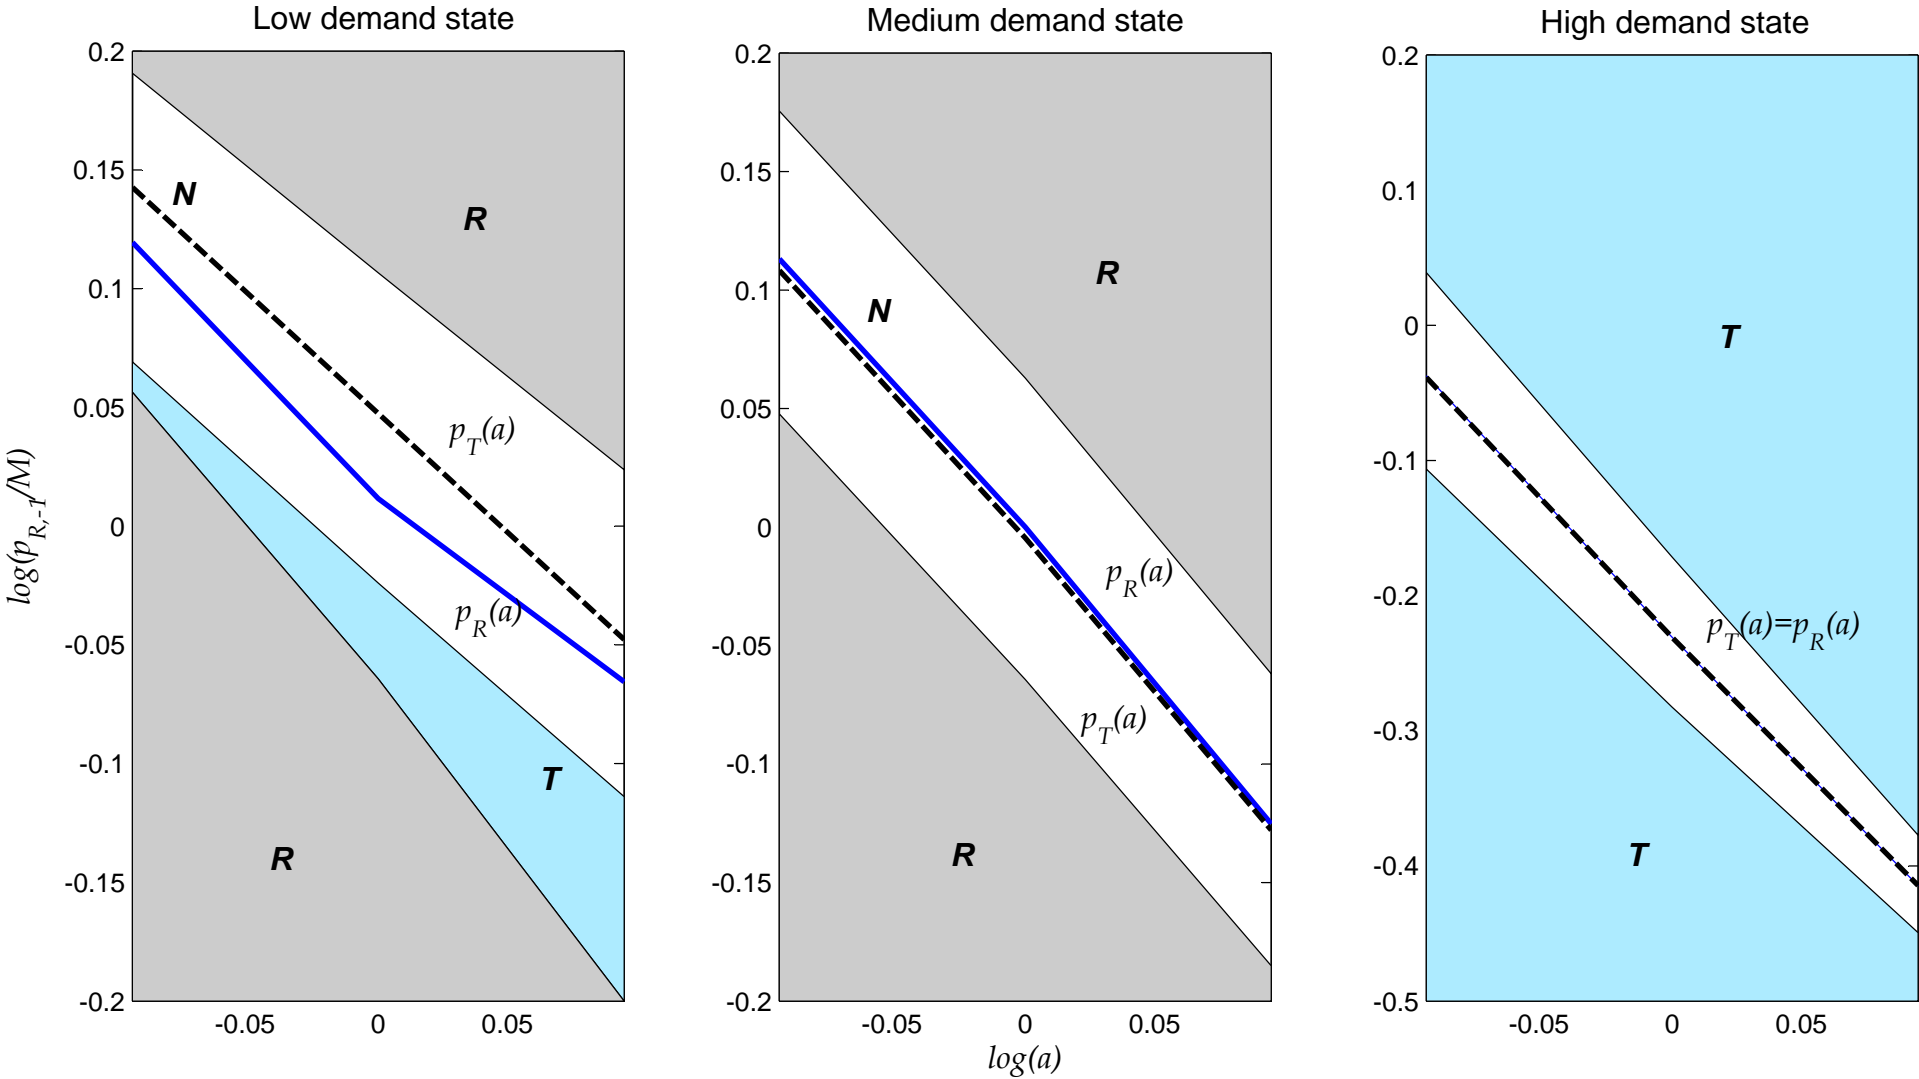 Low demand state
Medium demand state
High demand state
log(p_{R,-1}/M)
0.2
0.15
0.1
0.05
0
-0.05
-0.1
-0.15
-0.2
N
R
p_T(a)
p_R(a)
T
R
-0.05 0 0.05
0.2
0.15
0.1
0.05
0
-0.05
-0.1
-0.15
-0.2
N
R
p_R(a)
p_T(a)
R
-0.05 0 0.05
log(a)
0.2
0.1
0
-0.1
-0.2
-0.3
-0.4
-0.5
T
p_T(a)=p_R(a)
T
-0.05 0 0.05